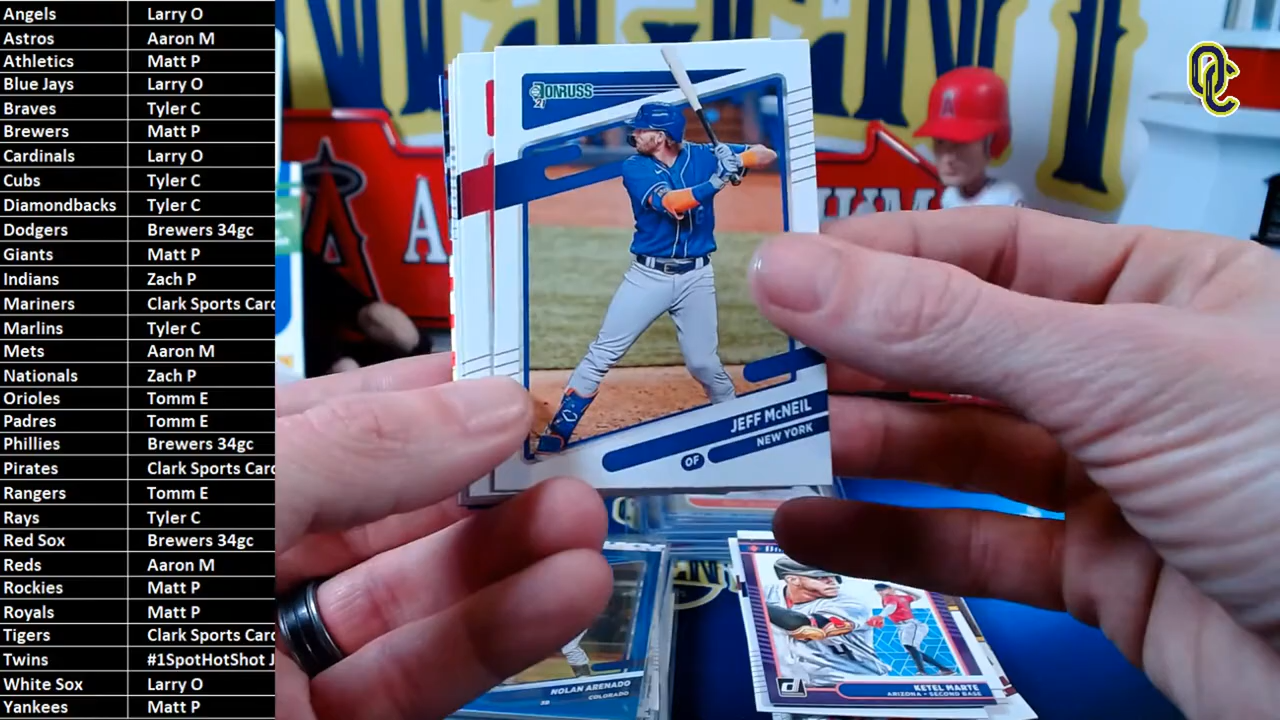 Angels Larry O
Astros Aaron M
Athletics Matt P
Blue Jays Larry O
Braves Tyler C
Brewers Matt P
Cardinals Larry O
Cubs Tyler C
Diamondbacks Tyler C
Dodgers Brewers 34gc
Giants Matt P
Indians Zach P
Mariners Clark Sports Card
Marlins Tyler C
Mets Aaron M
Nationals Zach P
Orioles Tomm E
Padres Tomm E
Phillies Brewers 34gc
Pirates Clark Sports Card
Rangers Tomm E
Rays Tyler C
Red Sox Brewers 34gc
Reds Aaron M
Rockies Matt P
Royals Matt P
Tigers Clark Sports Card
Twins #1SpotHotShot J
White Sox Larry O
Yankees Matt P
OC
DONRUSS
21
JEFF McNEIL
NEW YORK
OF
A
NOLAN ARENADO
3B COLORADO
KETEL MARTE
ARIZONA • SECOND BASE